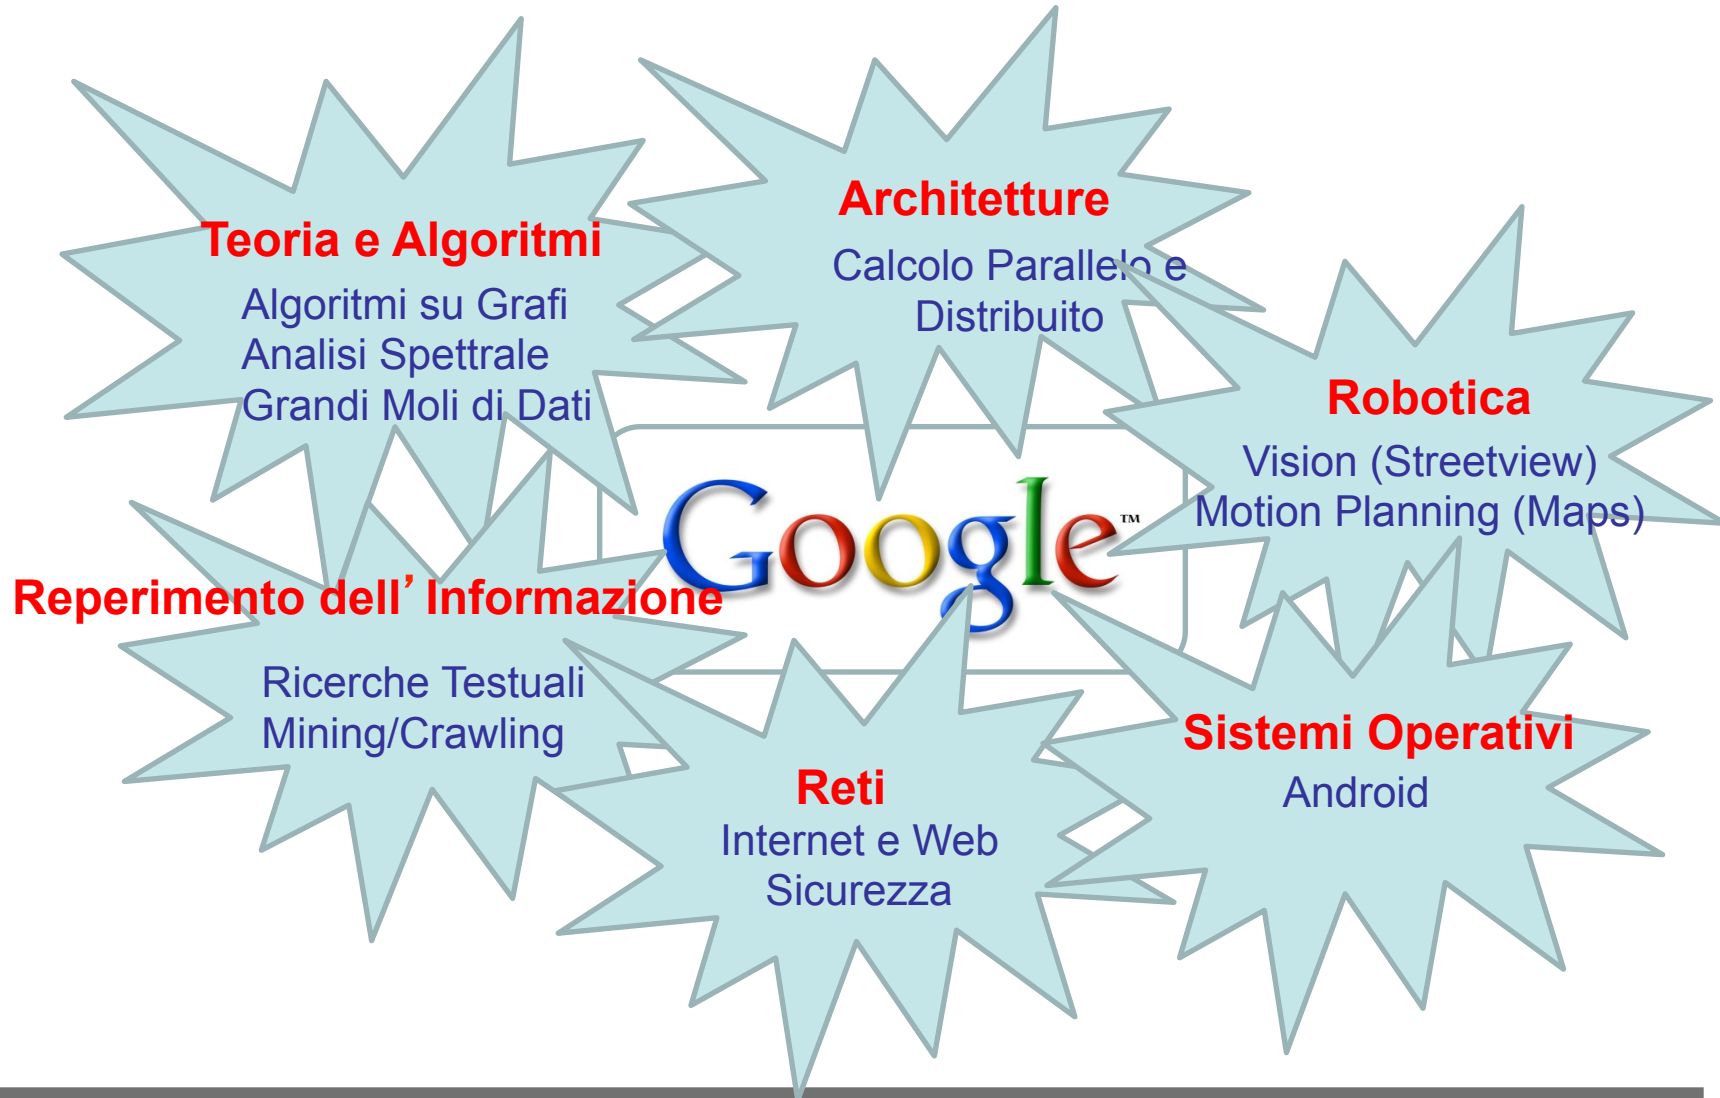 Teoria e Algoritmi
Algoritmi su Grafi
Analisi Spettrale
Grandi Moli di Dati
Architetture
Calcolo Parallelo e
Distribuito
Robotica
Vision (Streetview)
Motion Planning (Maps)
Google™
Reperimento dell’Informazione
Ricerche Testuali
Mining/Crawling
Reti
Internet e Web
Sicurezza
Sistemi Operativi
Android